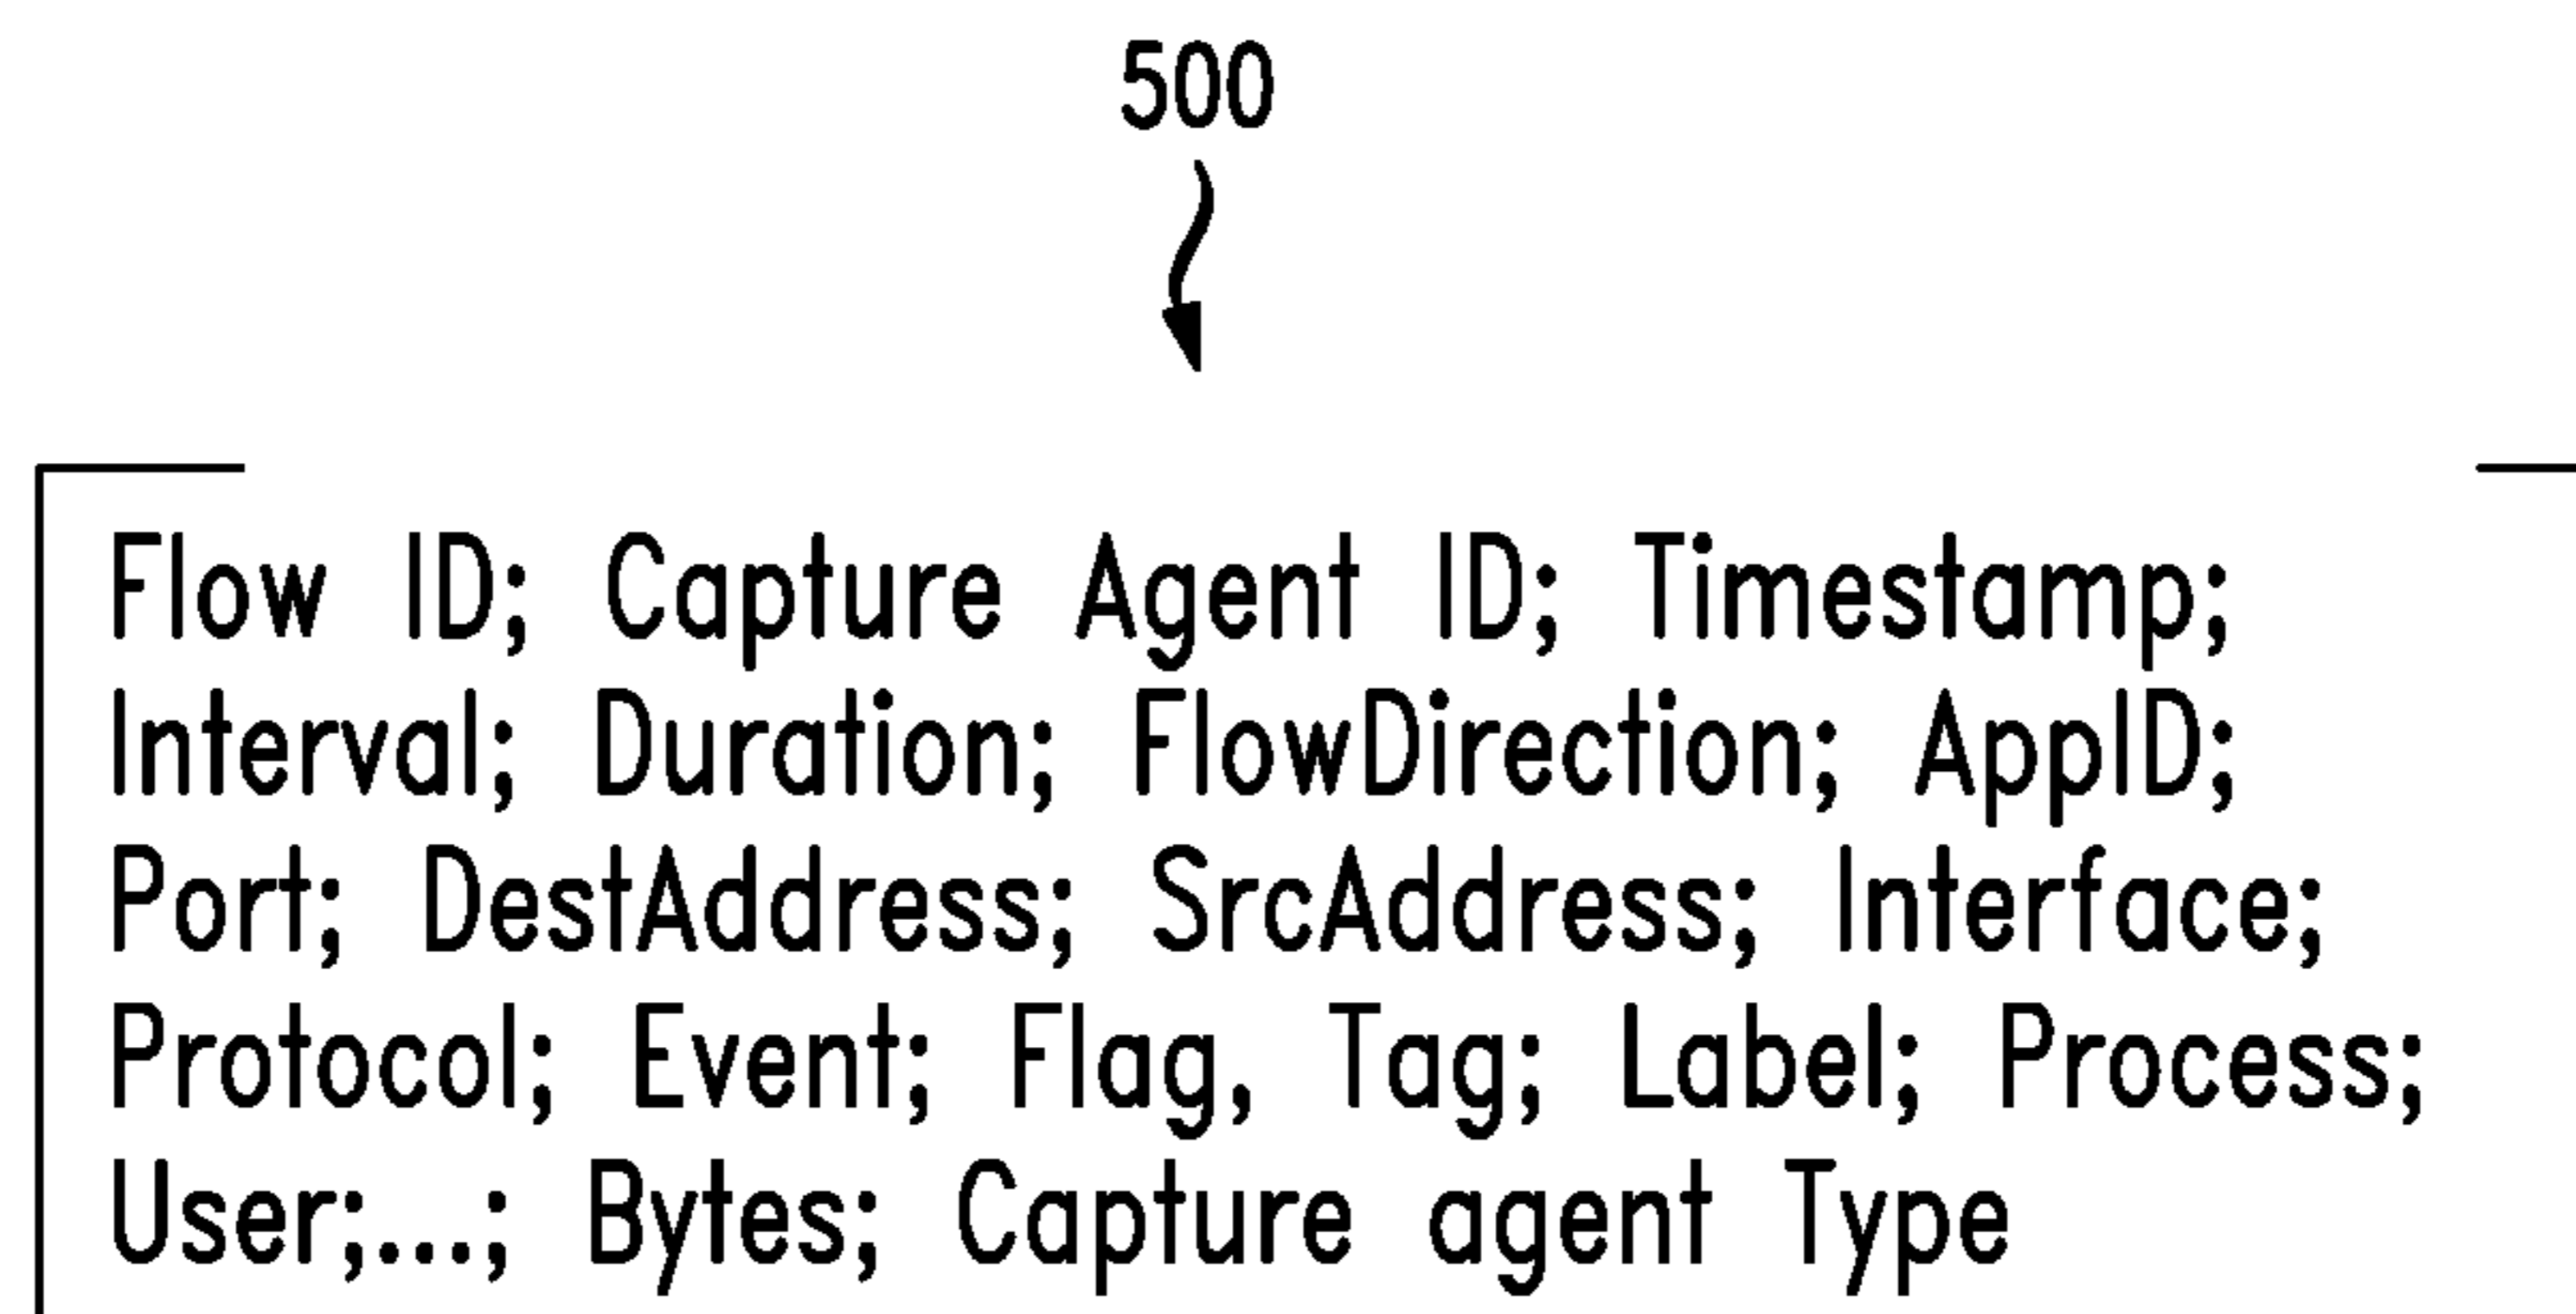 500
Flow ID; Capture Agent ID; Timestamp;
Interval; Duration; FlowDirection; AppID;
Port; DestAddress; SrcAddress; Interface;
Protocol; Event; Flag, Tag; Label; Process;
User;...; Bytes; Capture agent Type